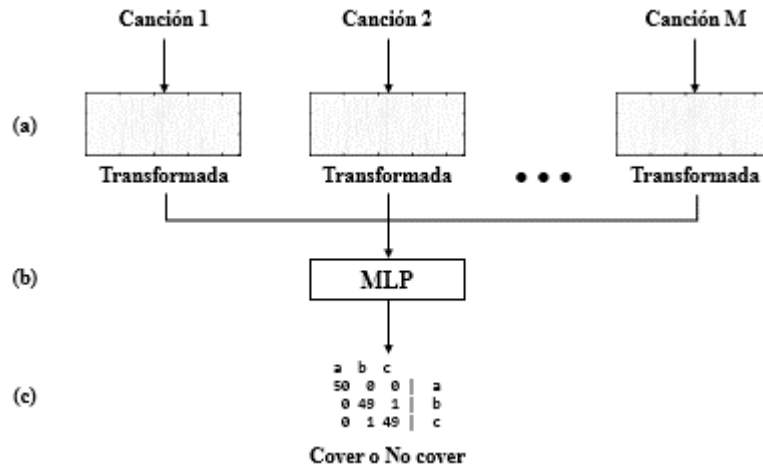 Canción 1 Canción 2 Canción M
(a)
Transformada Transformada Transformada
(b) MLP
a b c
50 0 0 | a
(c) 0 49 1 | b
0 1 49 | c
Cover o No cover